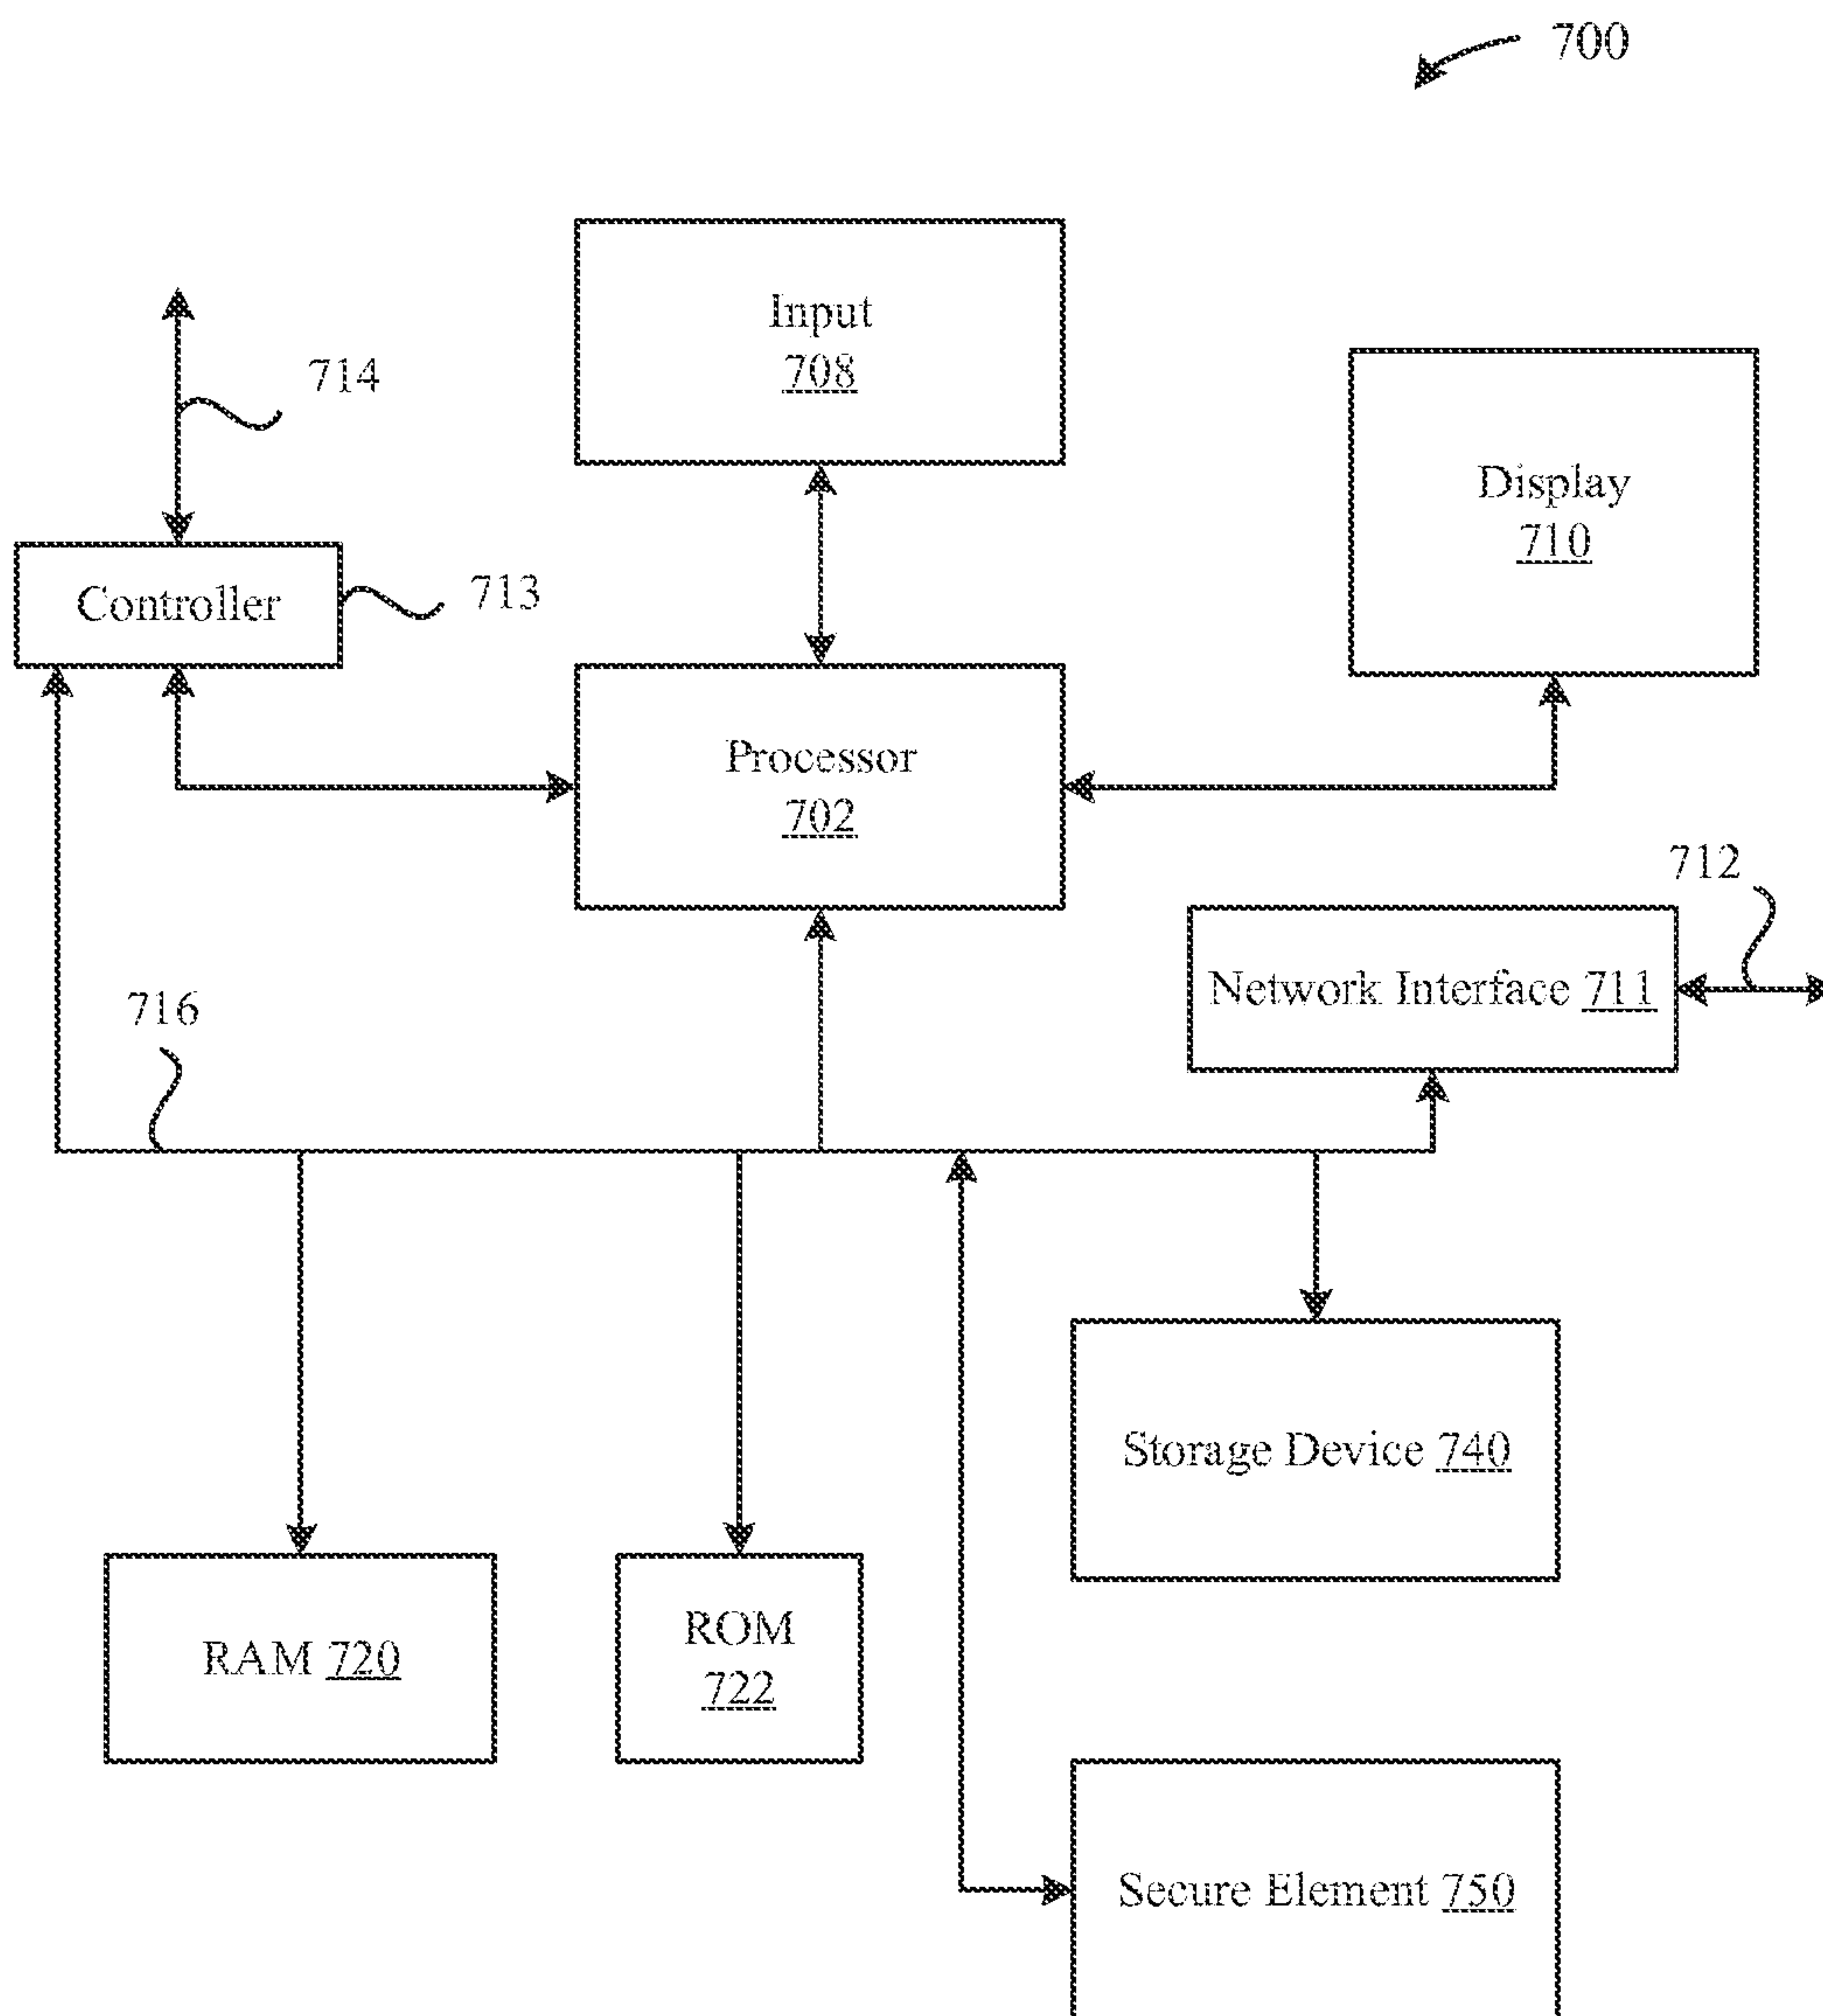 700
Input
708
714
Display
710
Controller
713
Processor
702
712
Network Interface 711
716
Storage Device 740
RAM 720
ROM
722
Secure Element 750